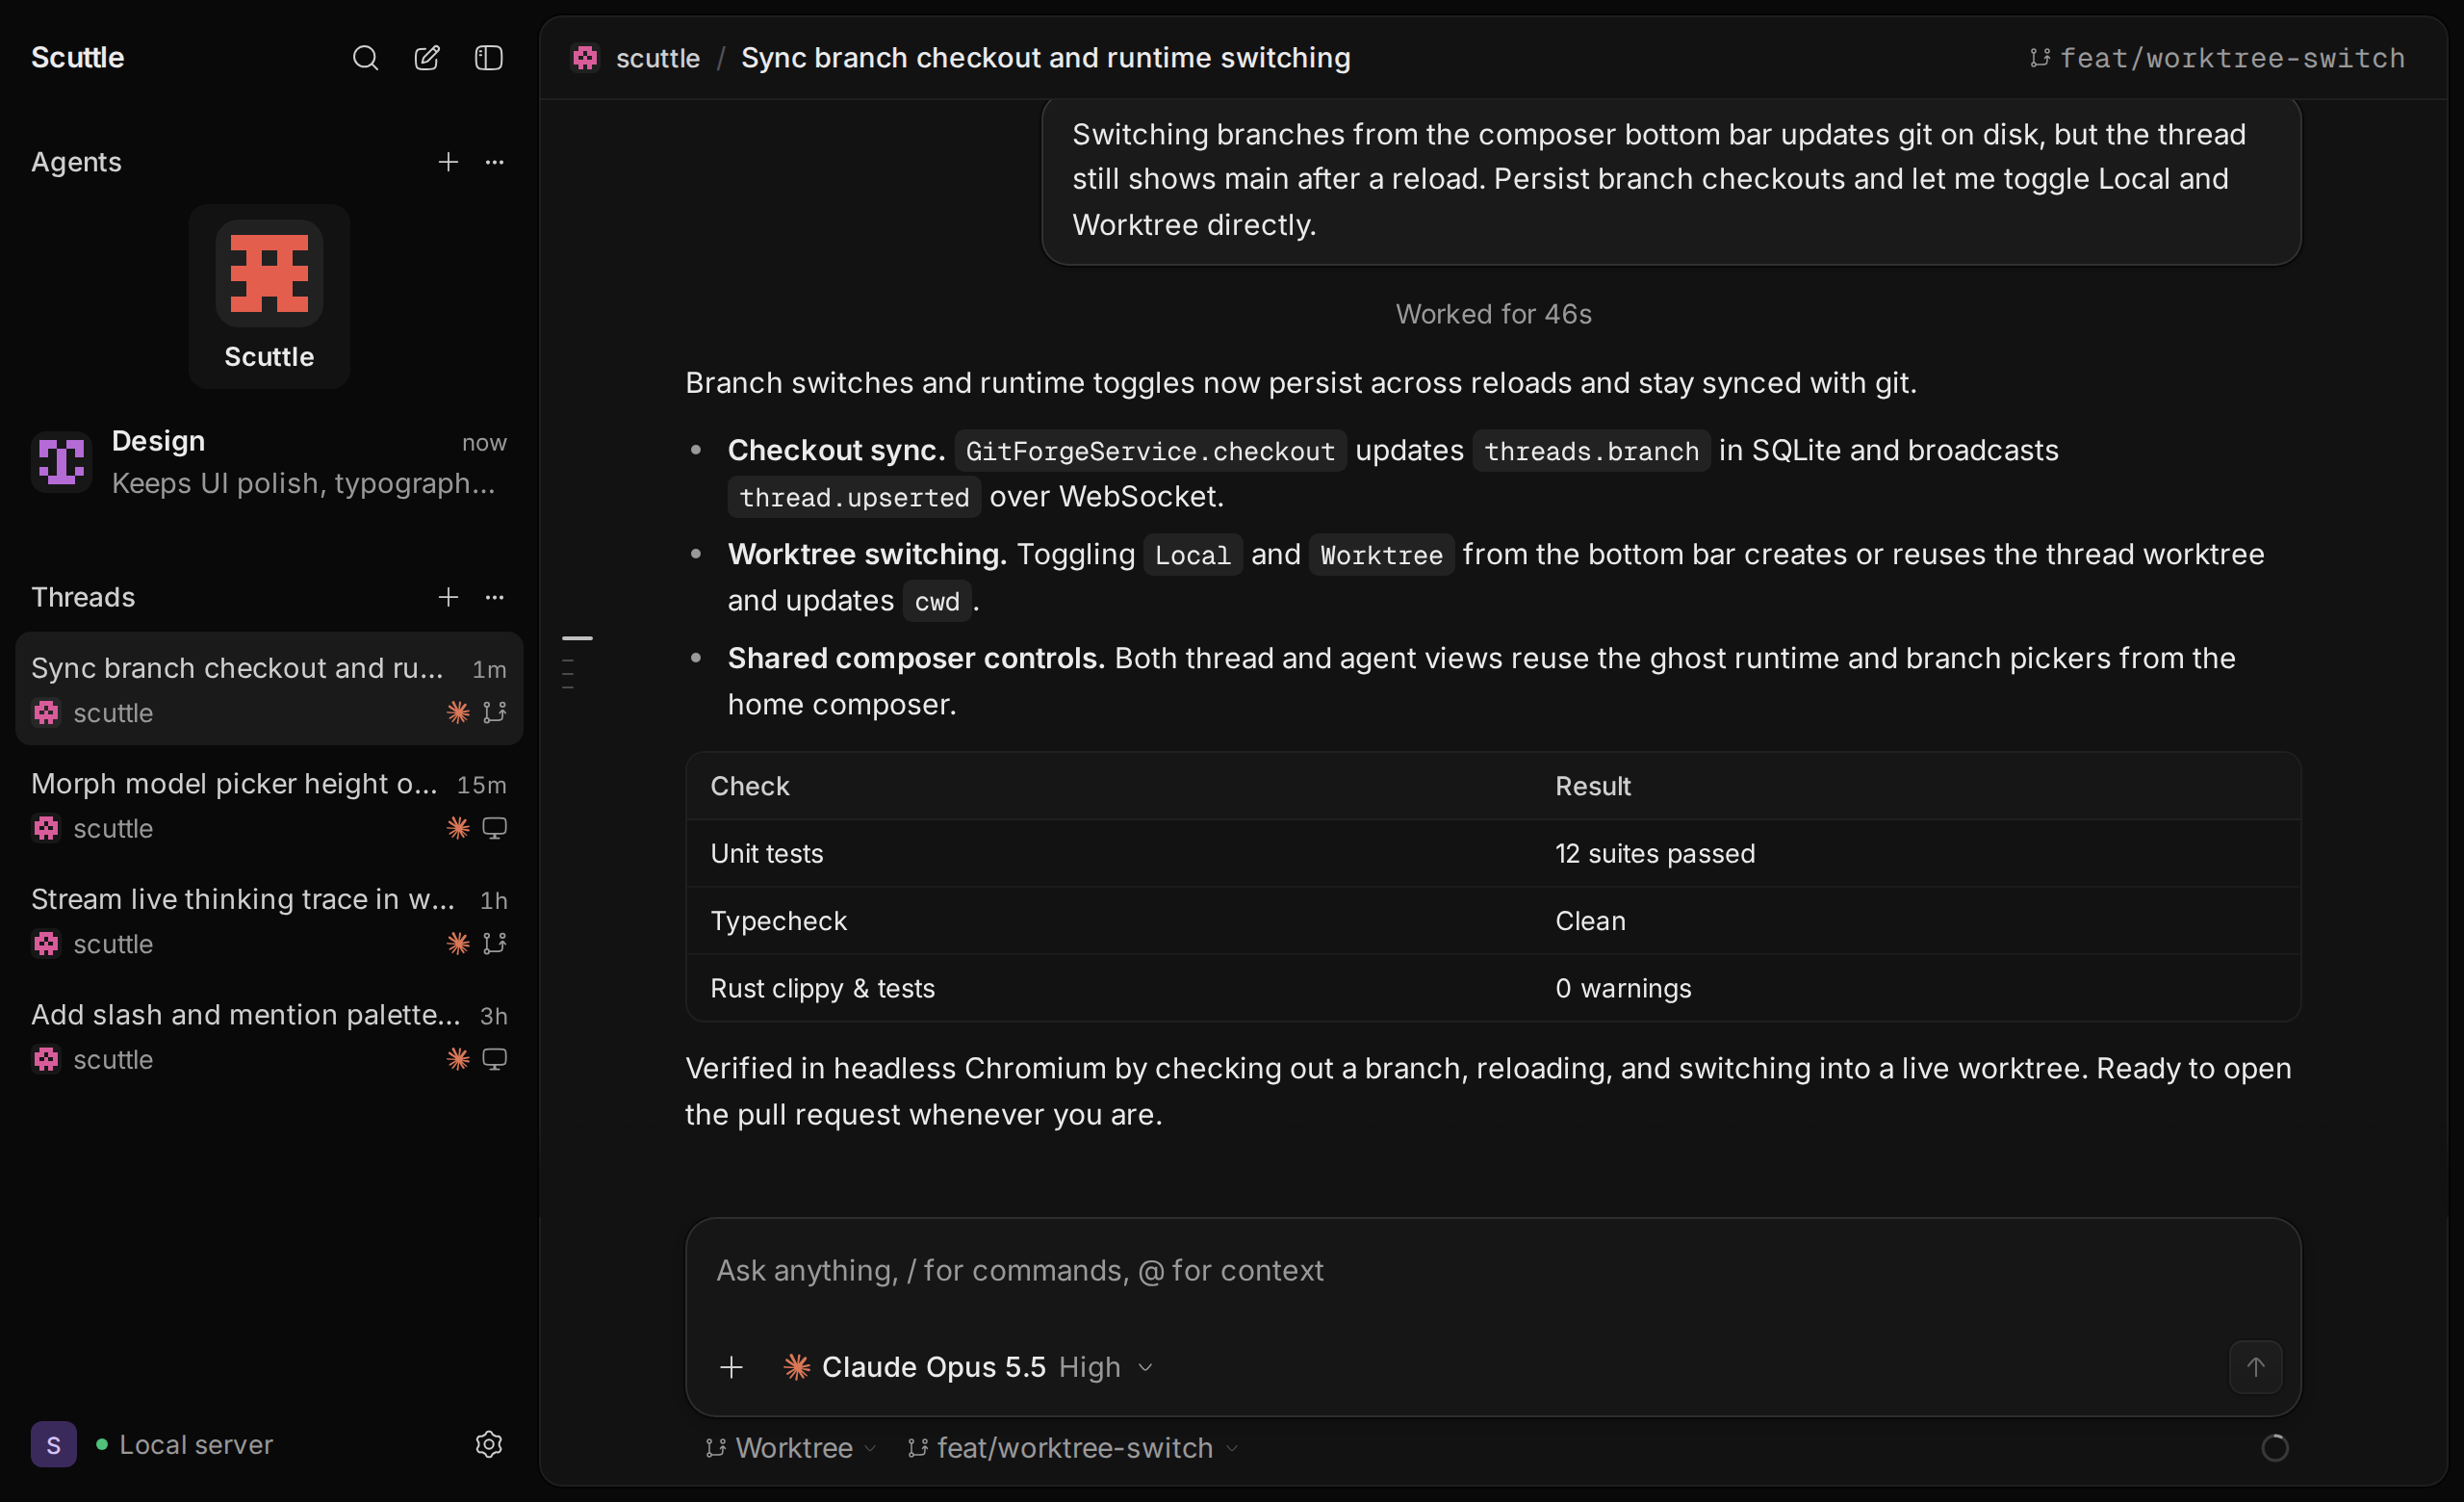 Scuttle
Agents
Scuttle
Design now
Keeps UI polish, typograph...
Threads
Sync branch checkout and ru... 1m
scuttle
Morph model picker height o... 15m
scuttle
Stream live thinking trace in w... 1h
scuttle
Add slash and mention palette... 3h
scuttle
S Local server
scuttle / Sync branch checkout and runtime switching feat/worktree-switch
Switching branches from the composer bottom bar updates git on disk, but the thread
still shows main after a reload. Persist branch checkouts and let me toggle Local and
Worktree directly.
Worked for 46s
Branch switches and runtime toggles now persist across reloads and stay synced with git.
• Checkout sync. GitForgeService.checkout updates threads.branch in SQLite and broadcasts
thread.upserted over WebSocket.
• Worktree switching. Toggling Local and Worktree from the bottom bar creates or reuses the thread worktree
and updates cwd.
• Shared composer controls. Both thread and agent views reuse the ghost runtime and branch pickers from the
home composer.
Check Result
Unit tests 12 suites passed
Typecheck Clean
Rust clippy & tests 0 warnings
Verified in headless Chromium by checking out a branch, reloading, and switching into a live worktree. Ready to open
the pull request whenever you are.
Ask anything, / for commands, @ for context
Claude Opus 5.5 High
Worktree feat/worktree-switch